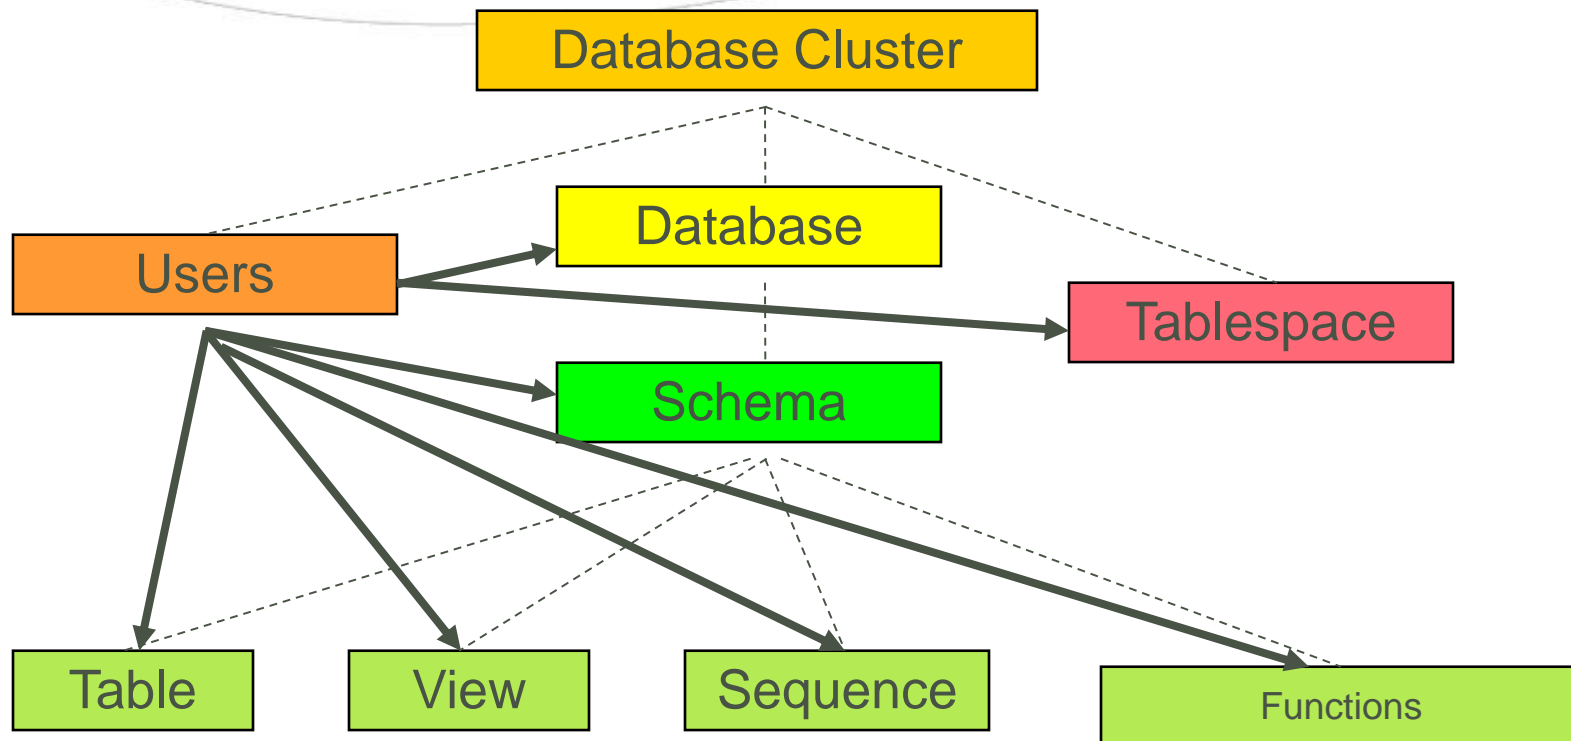 Database Cluster
Database
Users
Tablespace
Schema
Table
View
Sequence
Functions